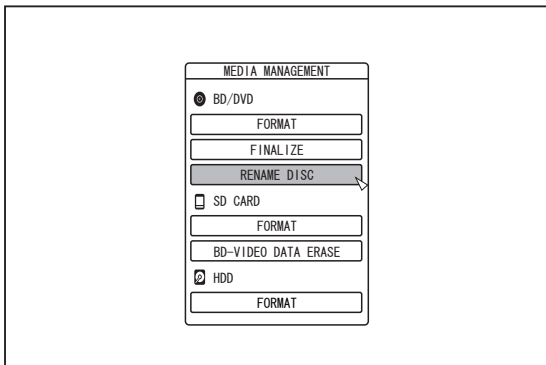 MEDIA MANAGEMENT
BD/DVD
FORMAT
FINALIZE
RENAME DISC
SD CARD
FORMAT
BD-VIDEO DATA ERASE
HDD
FORMAT